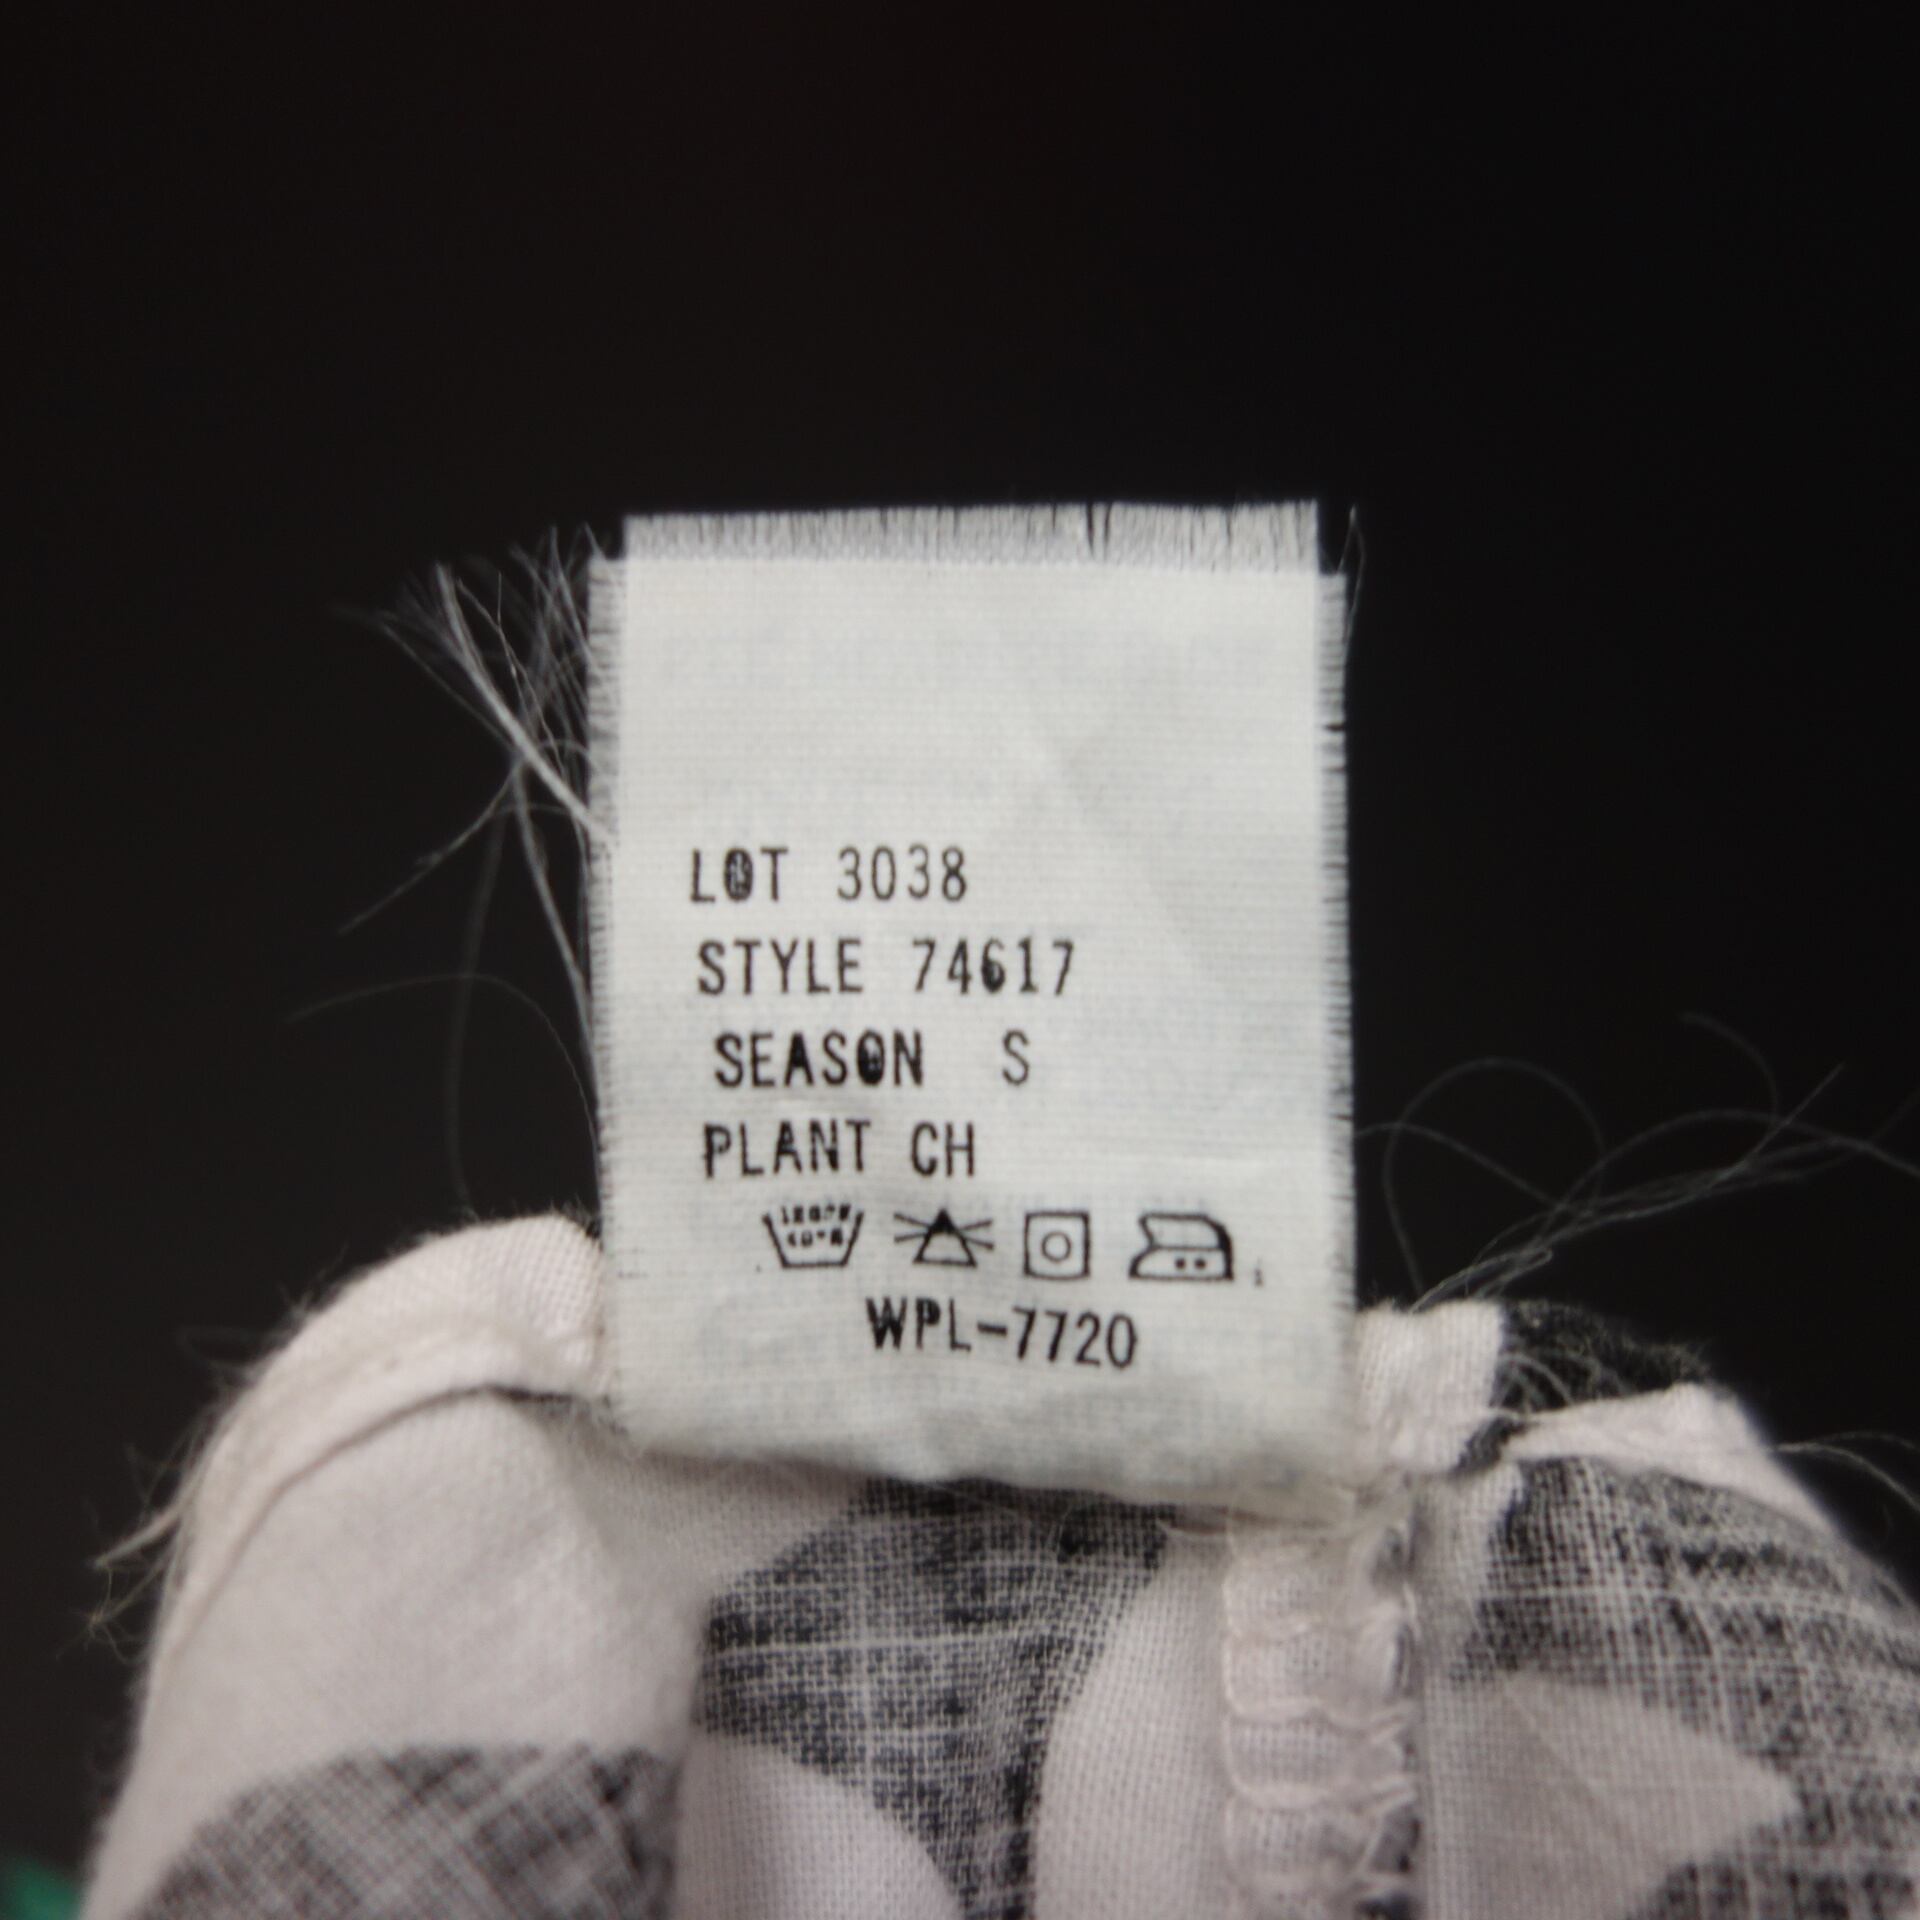 LOT 3038
STYLE 74617
SEASON S
PLANT CH
WPL-7720